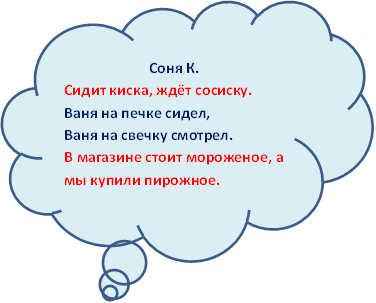 Соня К.
Сидит киска, ждёт сосиску.
Ваня на печке сидел,
Ваня на свечку смотрел.
В магазине стоит мороженое, а
мы купили пирожное.